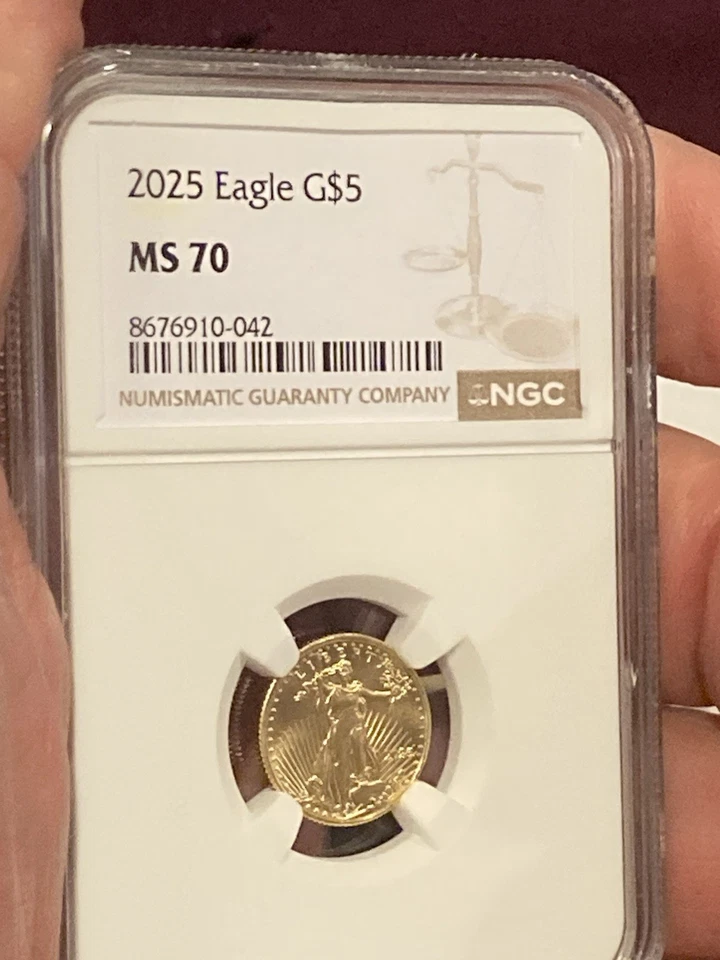 2025 Eagle G$5
MS 70
8676910-042
NUMISMATIC GUARANTY COMPANY NGC
LIBERTY